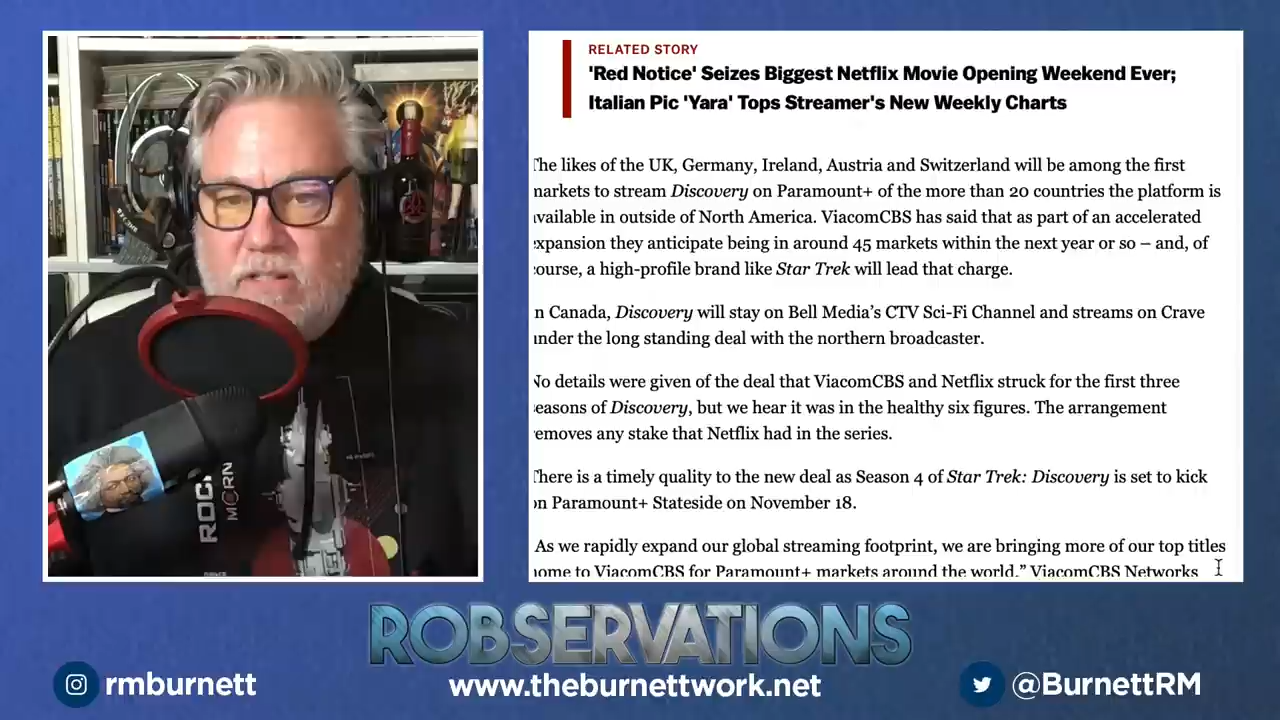 RELATED STORY
'Red Notice' Seizes Biggest Netflix Movie Opening Weekend Ever;
Italian Pic 'Yara' Tops Streamer's New Weekly Charts
The likes of the UK, Germany, Ireland, Austria and Switzerland will be among the first
markets to stream Discovery on Paramount+ of the more than 20 countries the platform is
available in outside of North America. ViacomCBS has said that as part of an accelerated
expansion they anticipate being in around 45 markets within the next year or so – and, of
course, a high-profile brand like Star Trek will lead that charge.
In Canada, Discovery will stay on Bell Media’s CTV Sci-Fi Channel and streams on Crave
under the long standing deal with the northern broadcaster.
No details were given of the deal that ViacomCBS and Netflix struck for the first three
seasons of Discovery, but we hear it was in the healthy six figures. The arrangement
removes any stake that Netflix had in the series.
There is a timely quality to the new deal as Season 4 of Star Trek: Discovery is set to kick
on Paramount+ Stateside on November 18.
As we rapidly expand our global streaming footprint, we are bringing more of our top titles
home to ViacomCBS for Paramount+ markets around the world.” ViacomCBS Networks
ROBSERVATIONS
rmburnett
www.theburnettwork.net
@BurnettRM